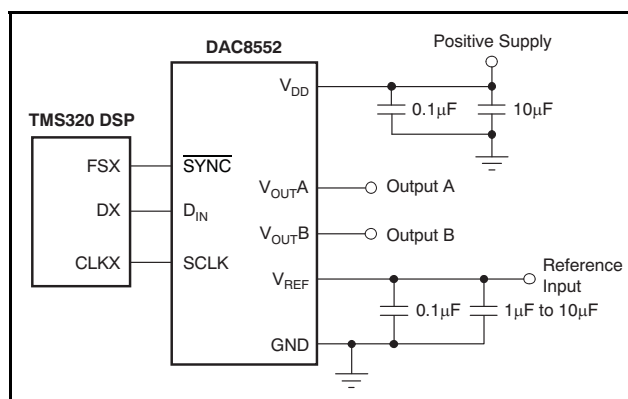 DAC8552
Positive Supply
V_DD
0.1μF
10μF
TMS320 DSP
FSX
SYNC
V_OUTA
Output A
DX
D_IN
V_OUTB
Output B
CLKX
SCLK
V_REF
Reference
Input
0.1μF
1μF to 10μF
GND